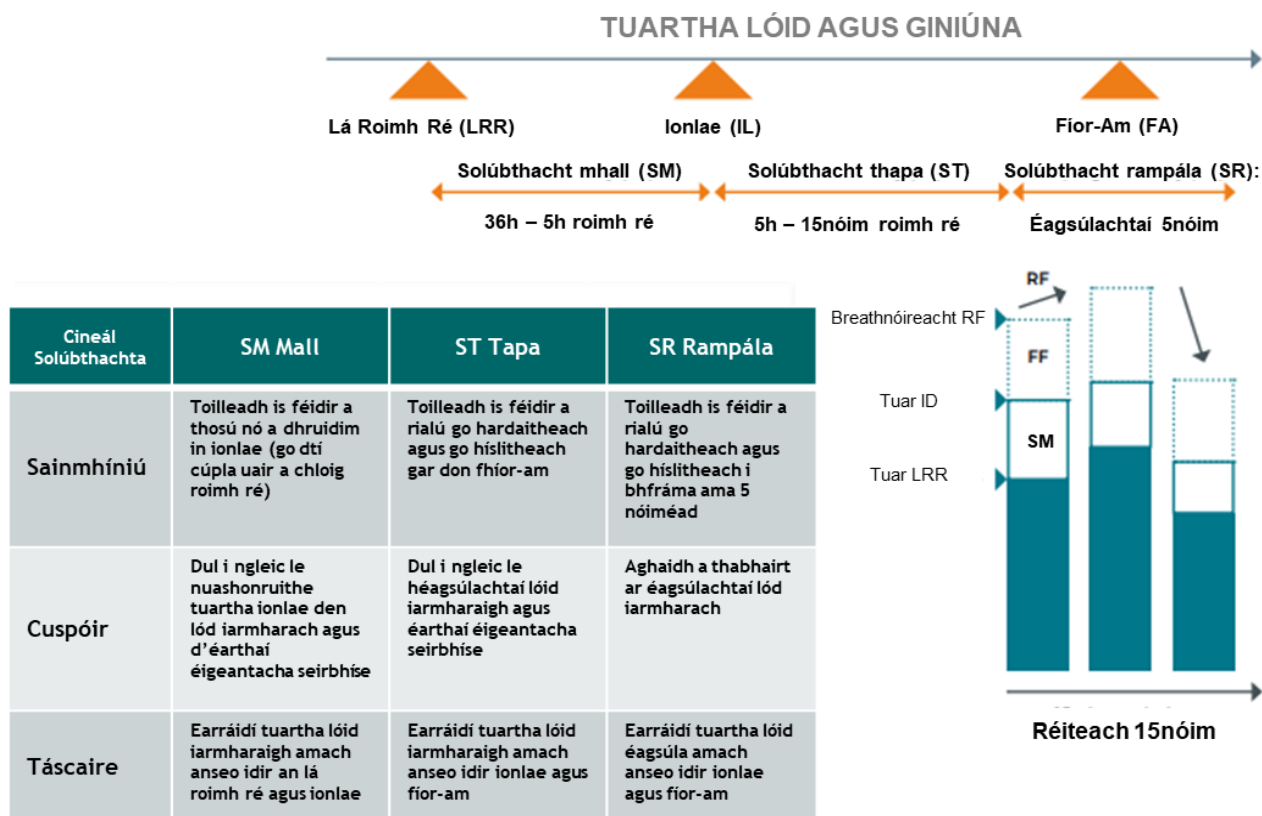 TUARTHA LÓID AGUS GINIÚNA
Lá Roimh Ré (LRR)
Ionlae (IL)
Fíor-Am (FA)
Solúbthacht mhall (SM)
Solúbthacht thapa (ST)
Solúbthacht rampála (SR):
36h – 5h roimh ré
5h – 15nóim roimh ré
Éagsúlachtaí 5nóim
Cineál
Solúbthachta
SM Mall
ST Tapa
SR Rampála
Sainmhíniú
Toilleadh is féidir a
thosú nó a dhruidim
in ionlae (go dtí
cúpla uair a chloig
roimh ré)
Toilleadh is féidir a
rialú go hardaitheach
agus go híslitheach
gar don fhíor-am
Toilleadh is féidir a
rialú go
hardaitheach agus
go híslitheach i
bhfráma ama 5
nóiméad
Cuspóir
Dul i ngleic le
nuashonruithe
tuartha ionlae den
lód iarmharach agus
d'éarthaí
éigeantacha seirbhíse
Dul i ngleic le
héagsúlachtaí lóid
iarmharaigh agus
éarthaí éigeantacha
seirbhíse
Aghaidh a thabhairt
ar éagsúlachtaí lód
iarmharach
Táscaire
Earráidí tuartha lóid
iarmharaigh amach
anseo idir an lá
roimh ré agus ionlae
Earráidí tuartha lóid
iarmharaigh amach
anseo idir ionlae agus
fíor-am
Earráidí tuartha lóid
éagsúla amach
anseo idir ionlae
agus fíor-am
RF
Breathnóireacht RF
FF
Tuar ID
SM
Tuar LRR
Réiteach 15nóim